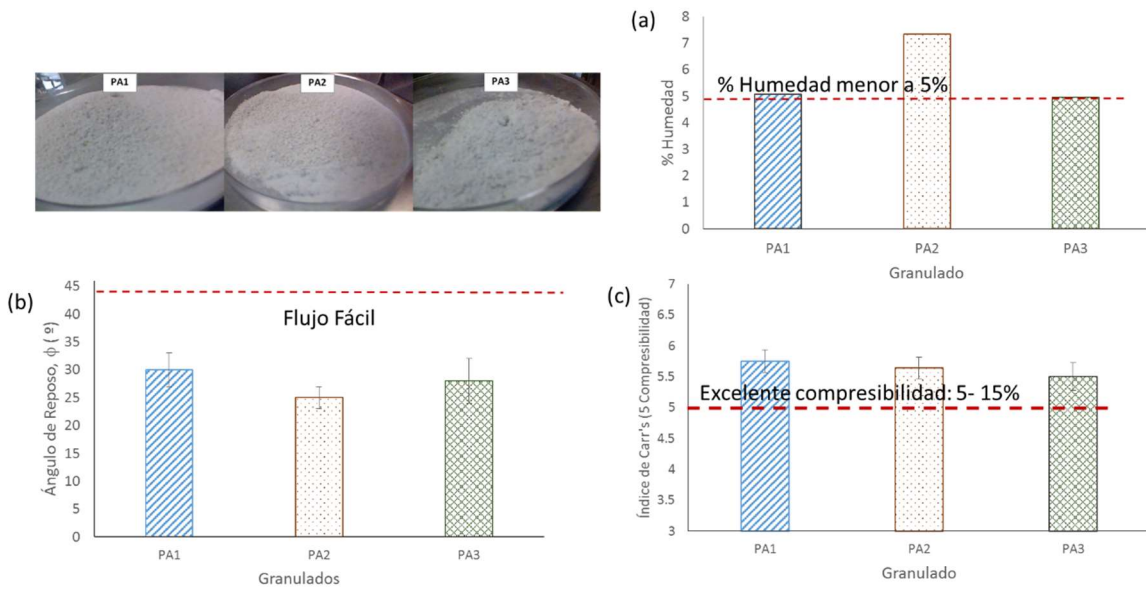 PA1
PA2
PA3
(a)
% Humedad
8
7
6
5
4
3
2
1
0
% Humedad menor a 5%
PA1
PA2
PA3
Granulado
(b)
Ángulo de Reposo, ϕ ( º)
45
40
35
30
25
20
15
10
5
0
Flujo Fácil
PA1
PA2
PA3
Granulados
(c)
Índice de Carr's (5 Compresibilidad)
7
6.5
6
5.5
5
4.5
4
3.5
3
Excelente compresibilidad: 5- 15%
PA1
PA2
PA3
Granulado